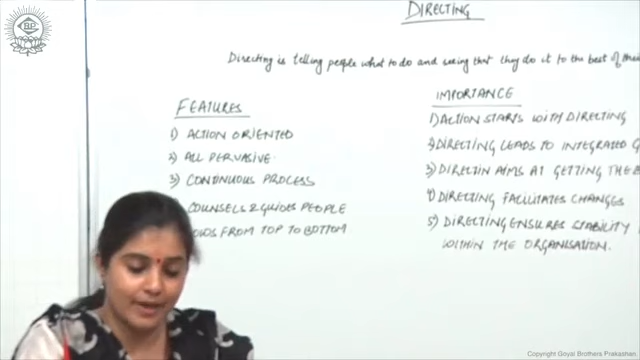 DIRECTING
Directing is telling people what to do and seeing that they do it to the best of their
FEATURES
1) ACTION ORIENTED
2) ALL PERVASIVE
3) CONTINUOUS PROCESS
COUNSELS & GUIDES PEOPLE
OWS FROM TOP TO BOTTOM
IMPORTANCE
1) ACTION STARTS WITH DIRECTING
2) DIRECTING LEADS TO INTEGRATED G
3) DIRECTIN AIMS AT GETTING THE B
4) DIRECTING FACILITATES CHANGES
5) DIRECTING ENSURES STABILITY
WITHIN THE ORGANISATION.
Copyright Goyal Brothers Prakashan